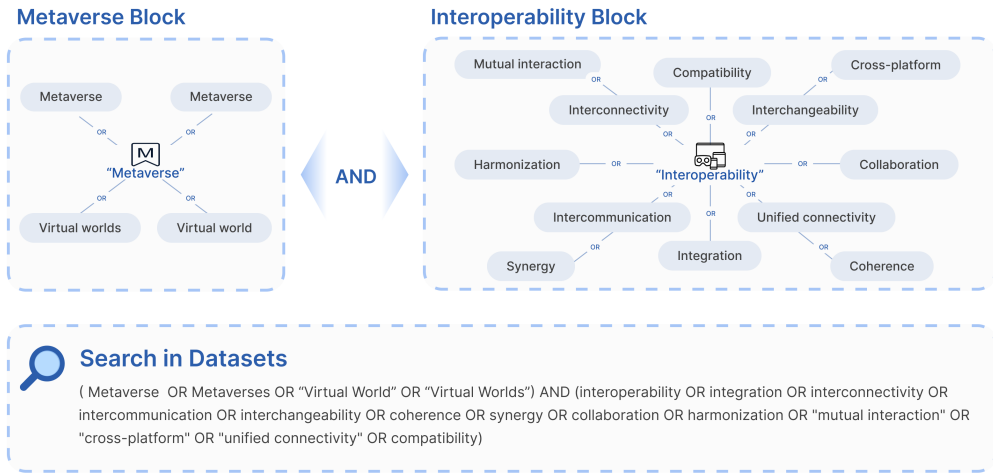 Metaverse Block
Interoperability Block
Mutual interaction
Cross-platform
Compatibility
OR
OR
Metaverse
Metaverse
Interconnectivity
Interchangeability
OR
OR
OR
OR
OR
M
"Metaverse"
AND
Harmonization
OR
"Interoperability"
OR
Collaboration
OR
OR
OR
OR
Virtual worlds
Virtual world
Intercommunication
OR
Unified connectivity
OR
OR
Synergy
Integration
Coherence
Search in Datasets
( Metaverse OR Metaverses OR “Virtual World” OR “Virtual Worlds”) AND (interoperability OR integration OR interconnectivity OR
intercommunication OR interchangeability OR coherence OR synergy OR collaboration OR harmonization OR "mutual interaction" OR
"cross-platform" OR "unified connectivity" OR compatibility)